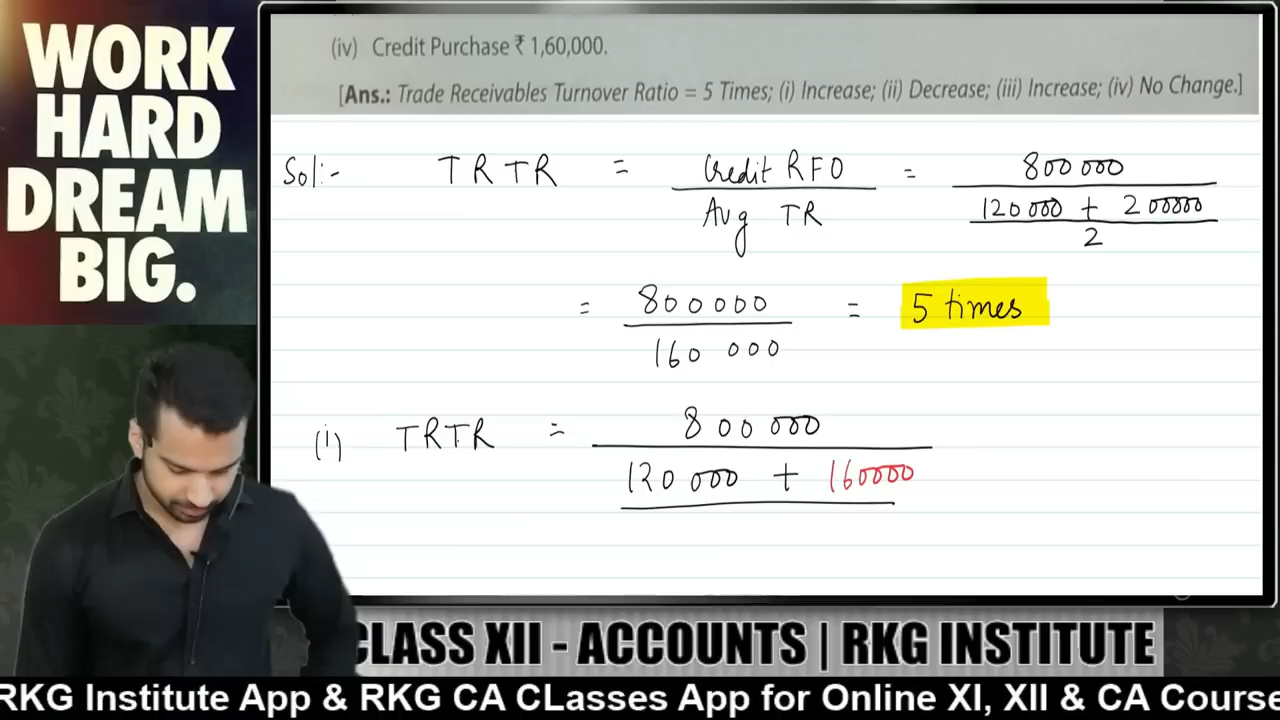 WORK
HARD
DREAM
BIG.
(iv) Credit Purchase ₹ 1,60,000.
[Ans.: Trade Receivables Turnover Ratio = 5 Times; (i) Increase; (ii) Decrease; (iii) Increase; (iv) No Change.]
Sol:- TRTR = Credit RFO / Avg TR = 800000 / 120000 + 200000 / 2
= 800000 / 160000 = 5 times
(i) TRTR = 800000 / 120000 + 160000
CLASS XII - ACCOUNTS | RKG INSTITUTE
RKG Institute App & RKG CA CLasses App for Online XI, XII & CA Course